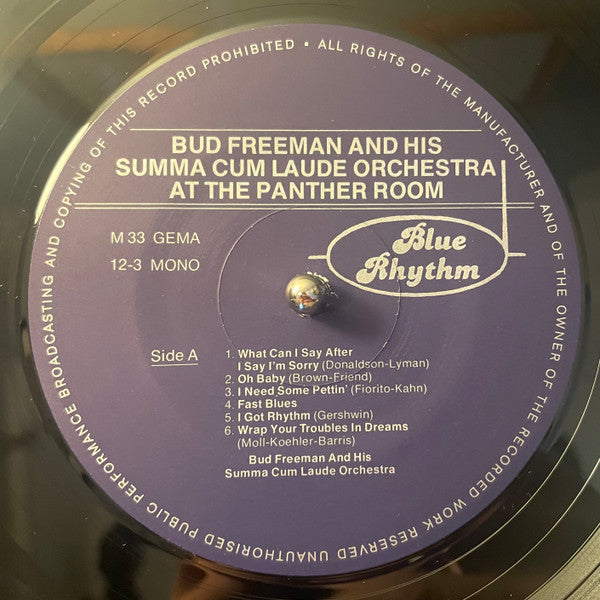 ALL RIGHTS OF THE MANUFACTURER AND OF THE OWNER OF THE RECORDED WORK RESERVED UNAUTHORISED PUBLIC PERFORMANCE BROADCASTING AND COPYING OF THIS RECORD PROHIBITED •
BUD FREEMAN AND HIS
SUMMA CUM LAUDE ORCHESTRA
AT THE PANTHER ROOM
M 33 GEMA
12-3 MONO
Blue
Rhythm
Side A
1. What Can I Say After
I Say I'm Sorry (Donaldson-Lyman)
2. Oh Baby (Brown-Friend)
3. I Need Some Pettin' (Fiorito-Kahn)
4. Fast Blues
5. I Got Rhythm (Gershwin)
6. Wrap Your Troubles In Dreams
(Moll-Koehler-Barris)
Bud Freeman And His
Summa Cum Laude Orchestra